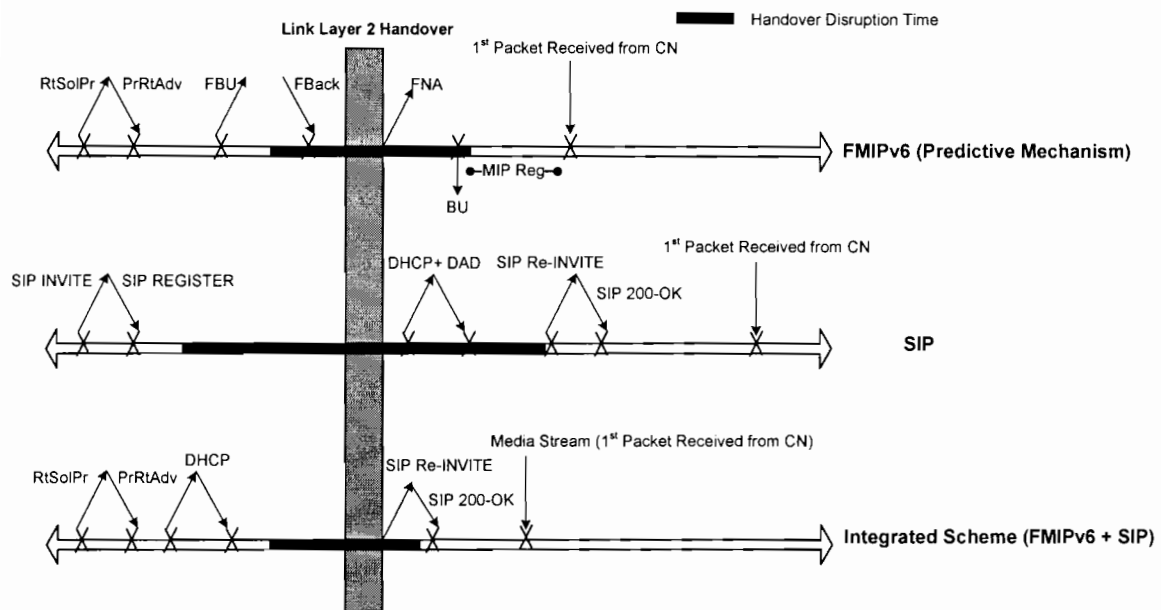 Handover Disruption Time
Link Layer 2 Handover
1st Packet Received from CN
RtSolPr
PrRtAdv
FBU
FBack
FNA
FMIPv6 (Predictive Mechanism)
MIP Reg
BU
1st Packet Received from CN
DHCP+ DAD
SIP Re-INVITE
SIP INVITE
SIP REGISTER
SIP 200-OK
SIP
Media Stream (1st Packet Received from CN)
DHCP
SIP Re-INVITE
RtSolPr
PrRtAdv
SIP 200-OK
Integrated Scheme (FMIPv6 + SIP)